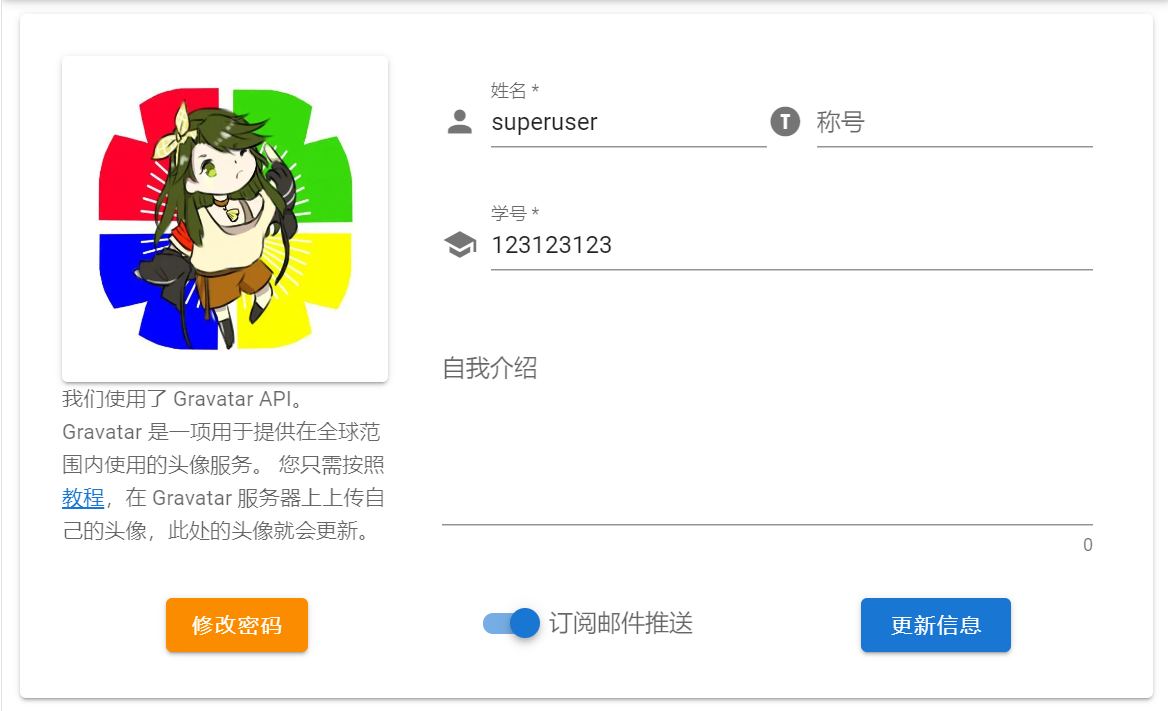 姓名 *
superuser
T
称号
学号 *
123123123
自我介绍
0
我们使用了 Gravatar API。
Gravatar 是一项用于提供在全球范
围内使用的头像服务。 您只需按照
教程，在 Gravatar 服务器上上传自
己的头像，此处的头像就会更新。
修改密码
订阅邮件推送
更新信息